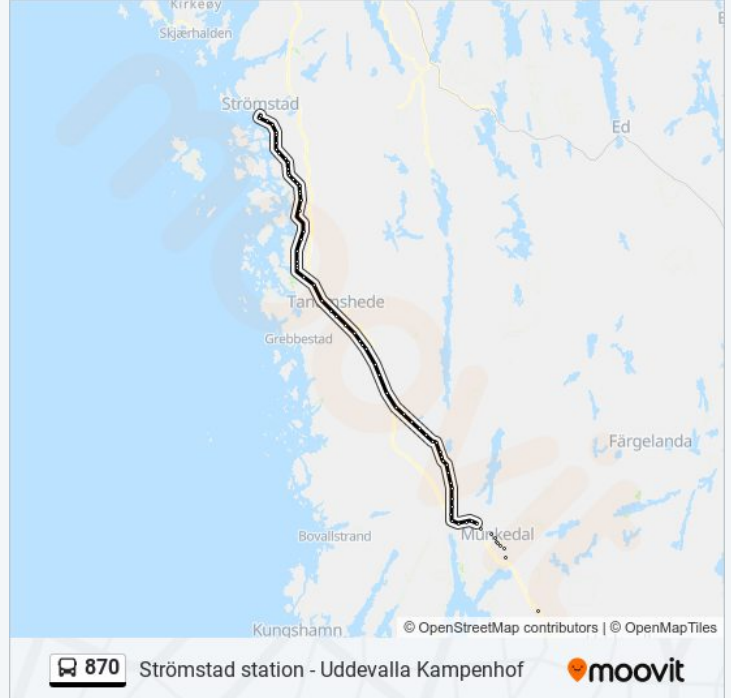 Kirkeøy
Skjærhalden
Strömstad
Ed
Tanumshede
Grebbestad
Färgelanda
Munkedal
Bovallstrand
Kungshamn
© OpenStreetMap contributors | © OpenMapTiles
870 Strömstad station - Uddevalla Kampenhof
moovit